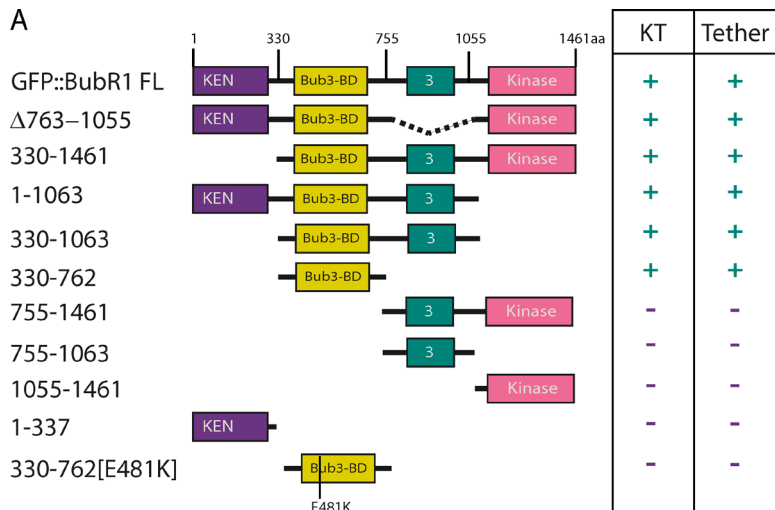 A
1 330 755 1055 1461aa KT Tether
GFP::BubR1 FL KEN Bub3-BD 3 Kinase + +
Δ763–1055 KEN Bub3-BD Kinase + +
330-1461 Bub3-BD 3 Kinase + +
1-1063 KEN Bub3-BD 3 + +
330-1063 Bub3-BD 3 + +
330-762 Bub3-BD + +
755-1461 3 Kinase - -
755-1063 3 - -
1055-1461 Kinase - -
1-337 KEN - -
330-762[E481K] Bub3-BD - -
E481K